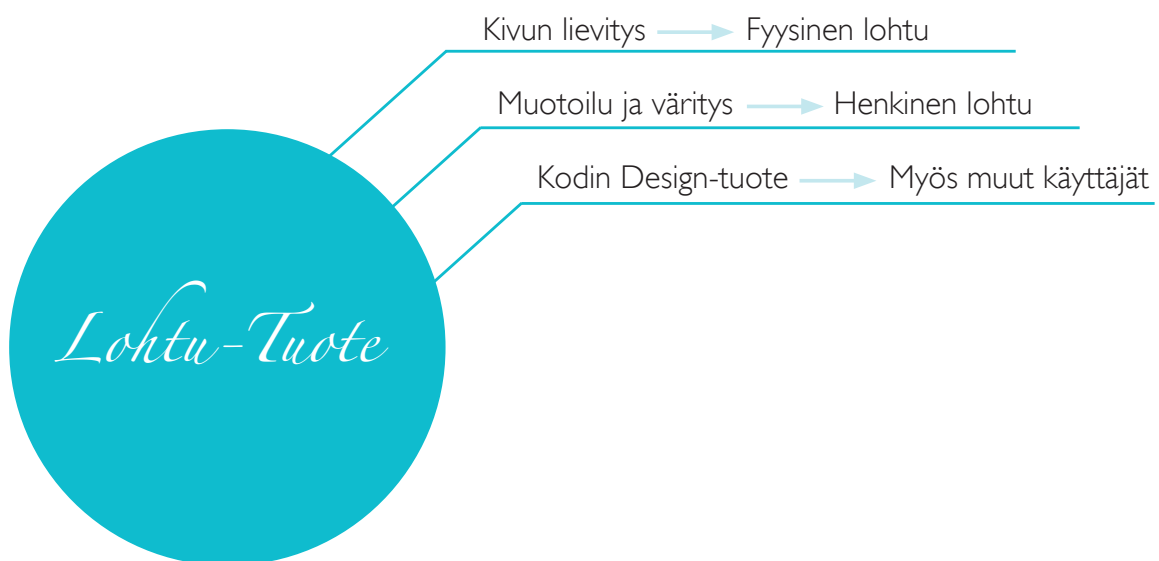 Kivun lievitys Fyysinen lohtu
Muotoilu ja väritys Henkinen lohtu
Kodin Design-tuote Myös muut käyttäjät
Lohtu-Tuote